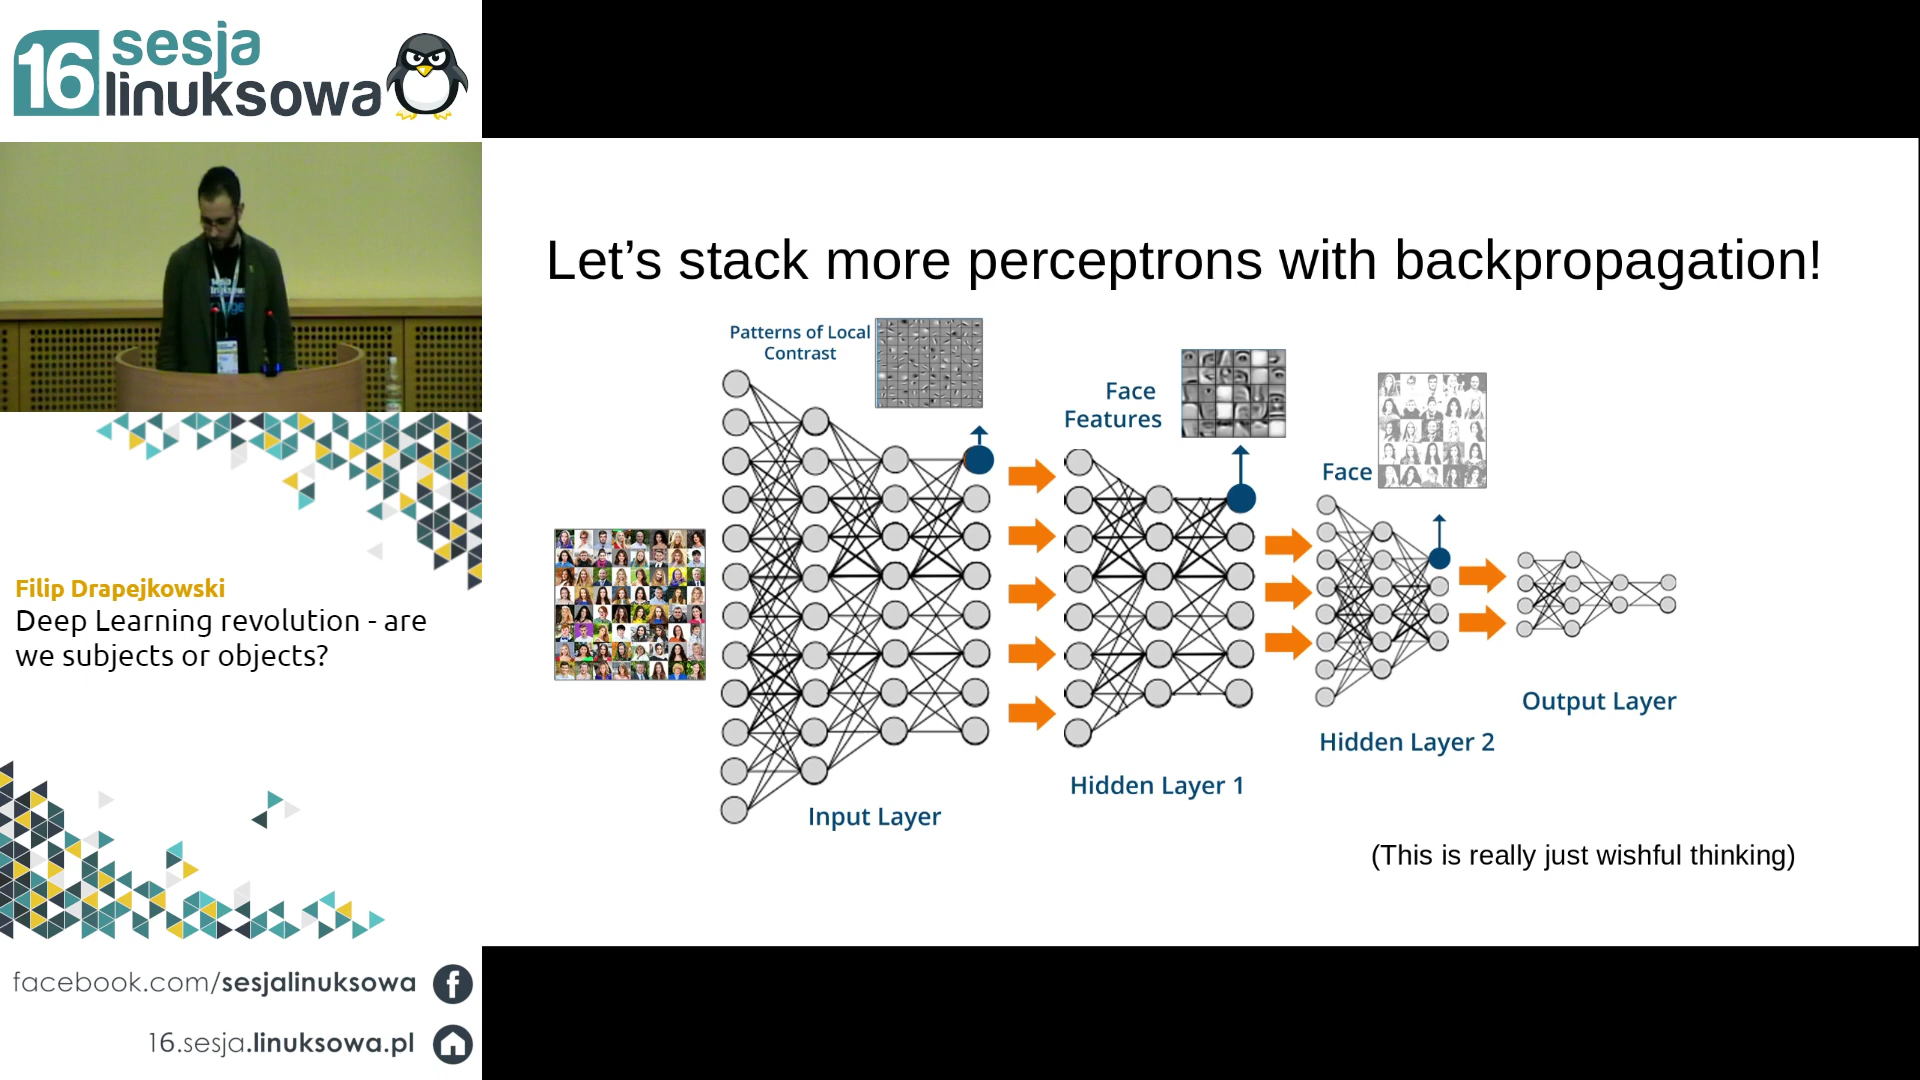 16 sesja
linuksowa
Filip Drapejkowski
Deep Learning revolution - are
we subjects or objects?
facebook.com/sesjalinuksowa
16.sesja.linuksowa.pl
Let’s stack more perceptrons with backpropagation!
Patterns of Local
Contrast
Face
Features
Face
Input Layer
Hidden Layer 1
Hidden Layer 2
Output Layer
(This is really just wishful thinking)